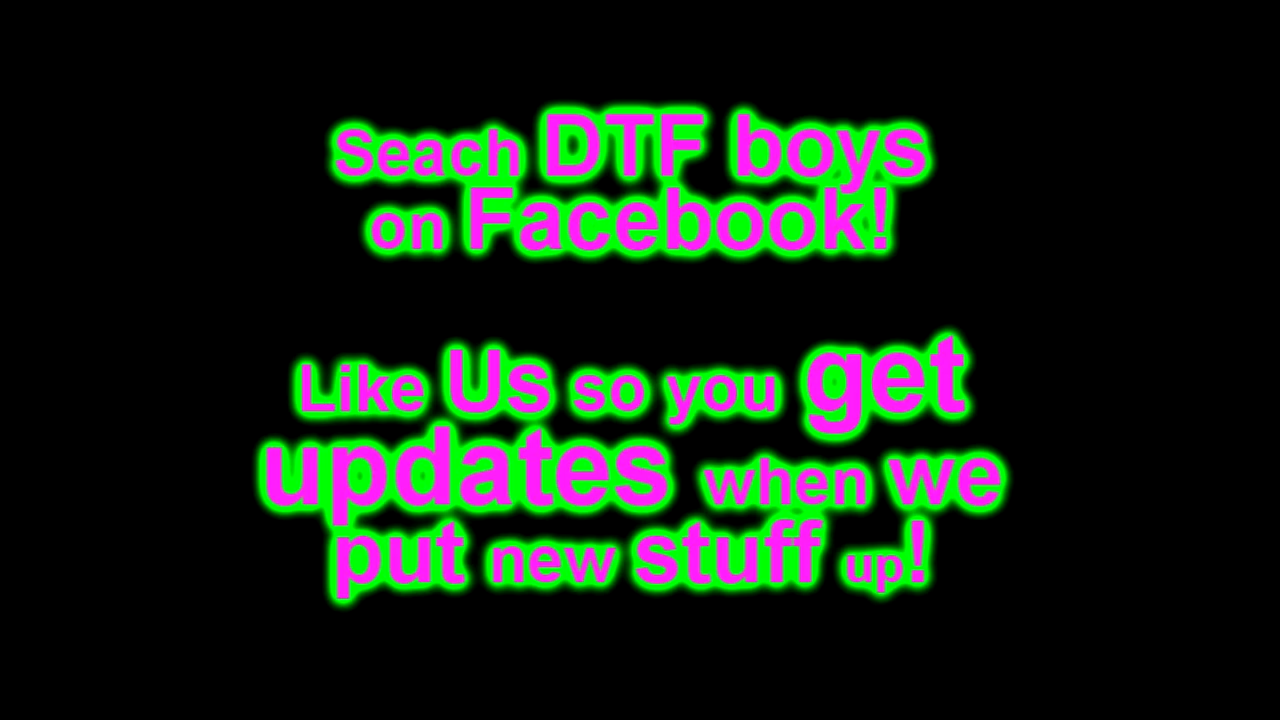 Seach DTF boys
on Facebook!
Like Us so you get
updates when we
put new stuff up!